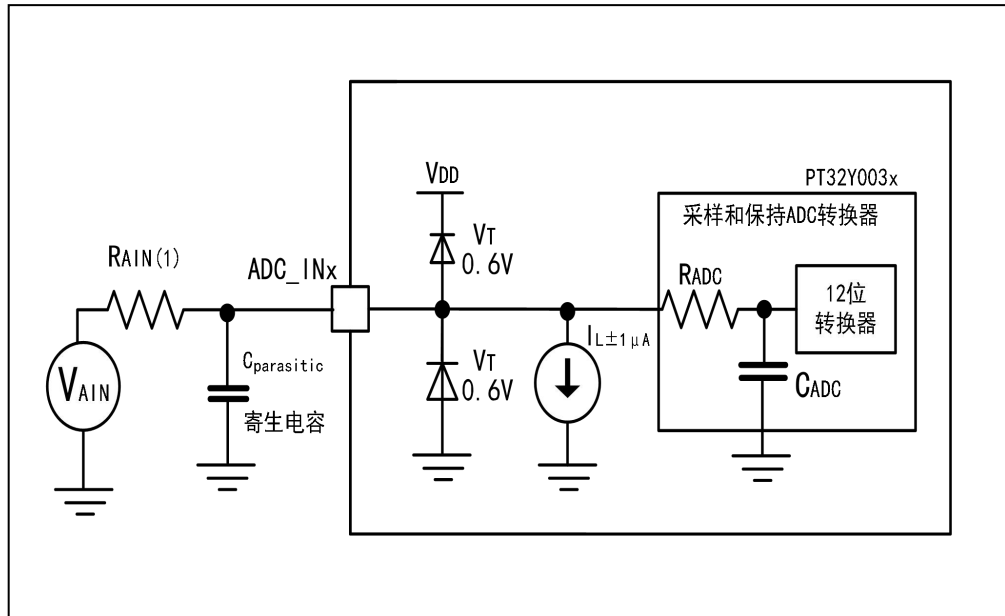 PT32Y003x
采样和保持ADC转换器
VDD
VT
0.6V
RAIN(1)
ADC_INx
RADC
12位
转换器
IL±1μA
Cparasitic
寄生电容
VT
0.6V
VAIN
CADC